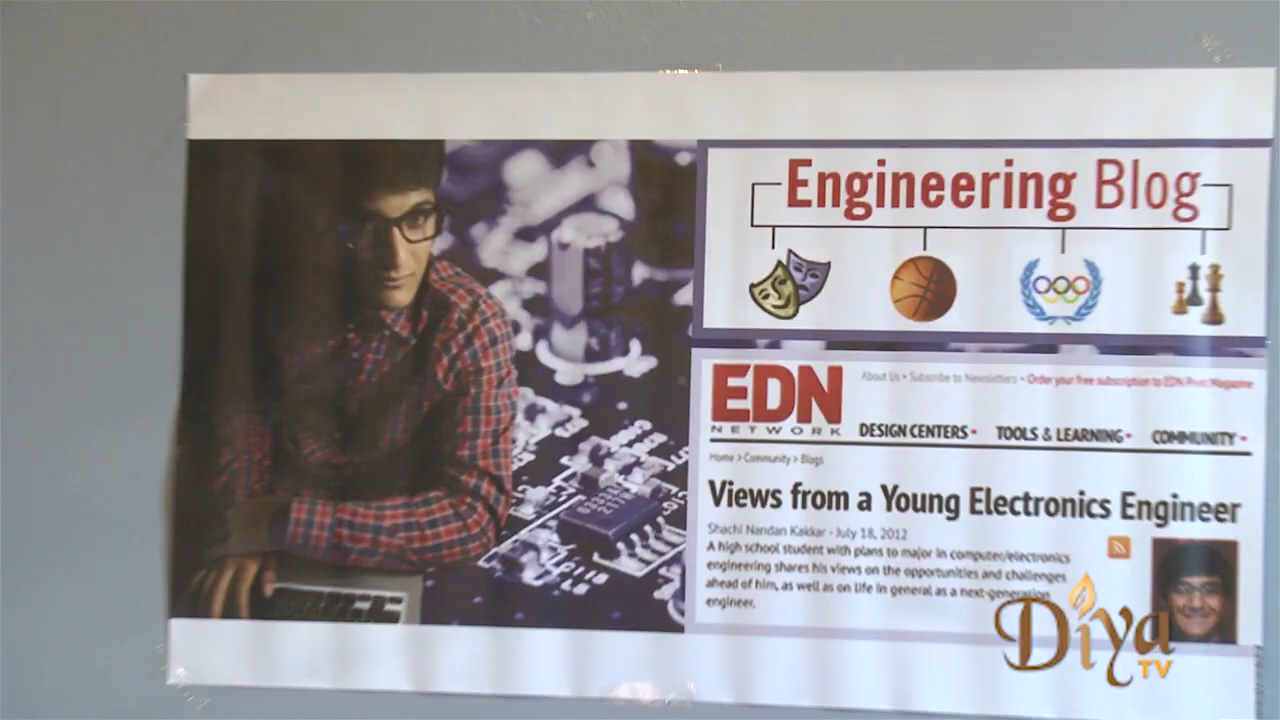 Engineering Blog
EDN
NETWORK
About Us • Subscribe to Newsletters • Order your free subscription to EDN Print Magazine
DESIGN CENTERS
TOOLS & LEARNING
COMMUNITY
Home > Community > Blogs
Views from a Young Electronics Engineer
Shachi Nandan Kakkar - July 18, 2012
A high school student with plans to major in computer/electronics
engineering shares his views on the opportunities and challenges
ahead of him, as well as on life in general as a next-generation
engineer.
Diya
TV